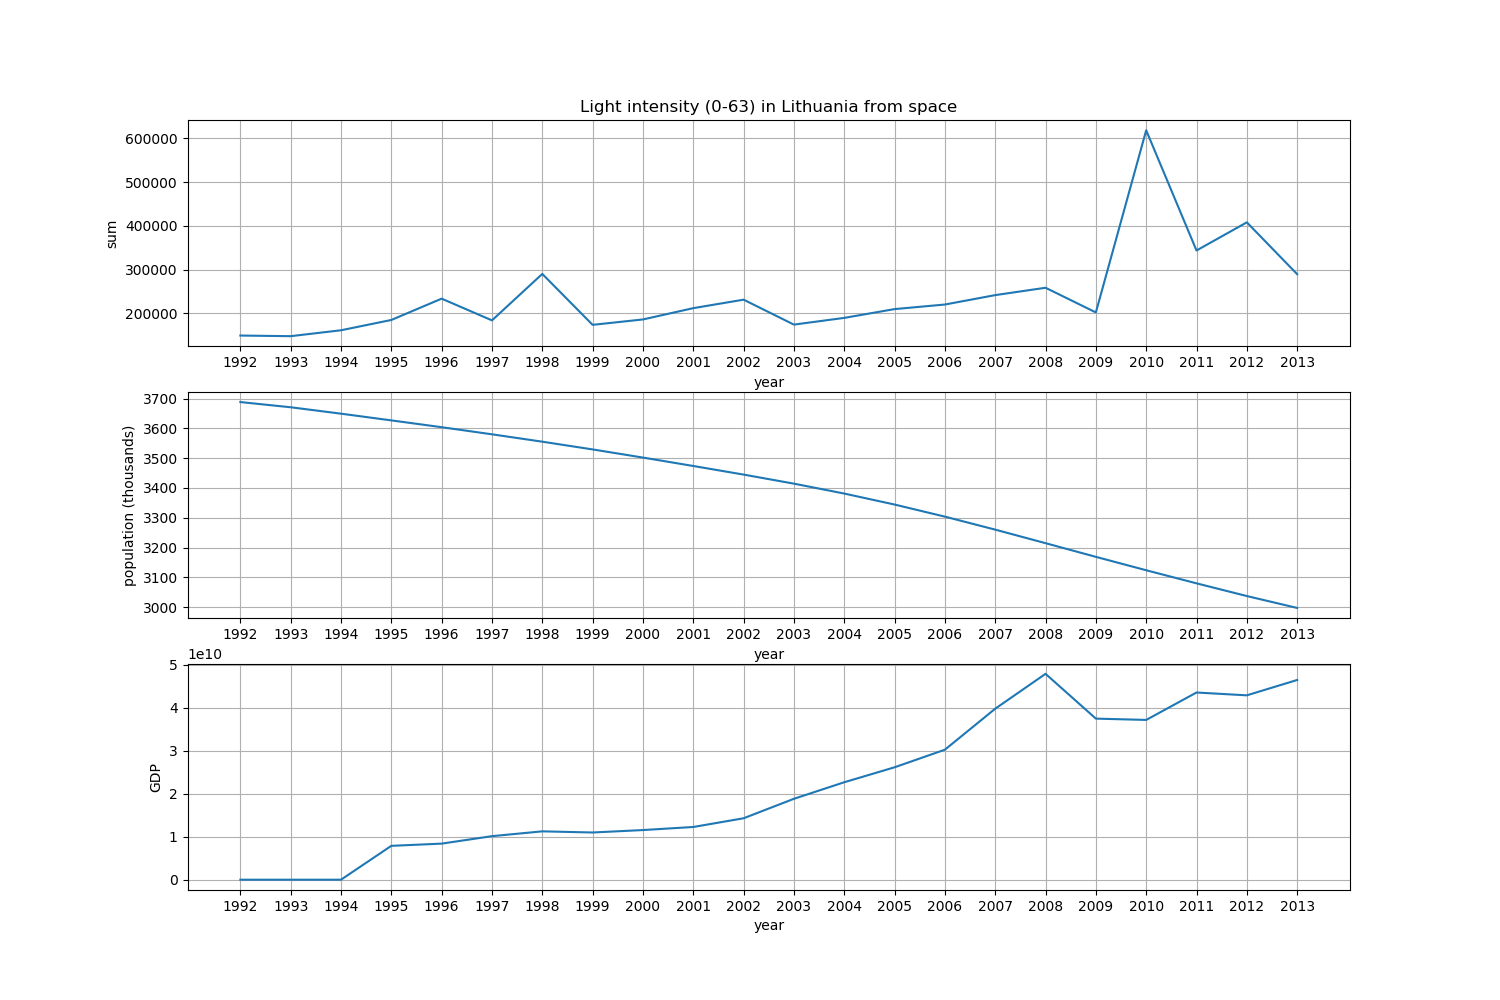 Light intensity (0-63) in Lithuania from space
600000
500000
400000
300000
200000
sum
1992 1993 1994 1995 1996 1997 1998 1999 2000 2001 2002 2003 2004 2005 2006 2007 2008 2009 2010 2011 2012 2013
year
3700
3600
3500
3400
3300
3200
3100
3000
population (thousands)
1992 1993 1994 1995 1996 1997 1998 1999 2000 2001 2002 2003 2004 2005 2006 2007 2008 2009 2010 2011 2012 2013
year
1e10
5
4
3
2
1
0
GDP
1992 1993 1994 1995 1996 1997 1998 1999 2000 2001 2002 2003 2004 2005 2006 2007 2008 2009 2010 2011 2012 2013
year